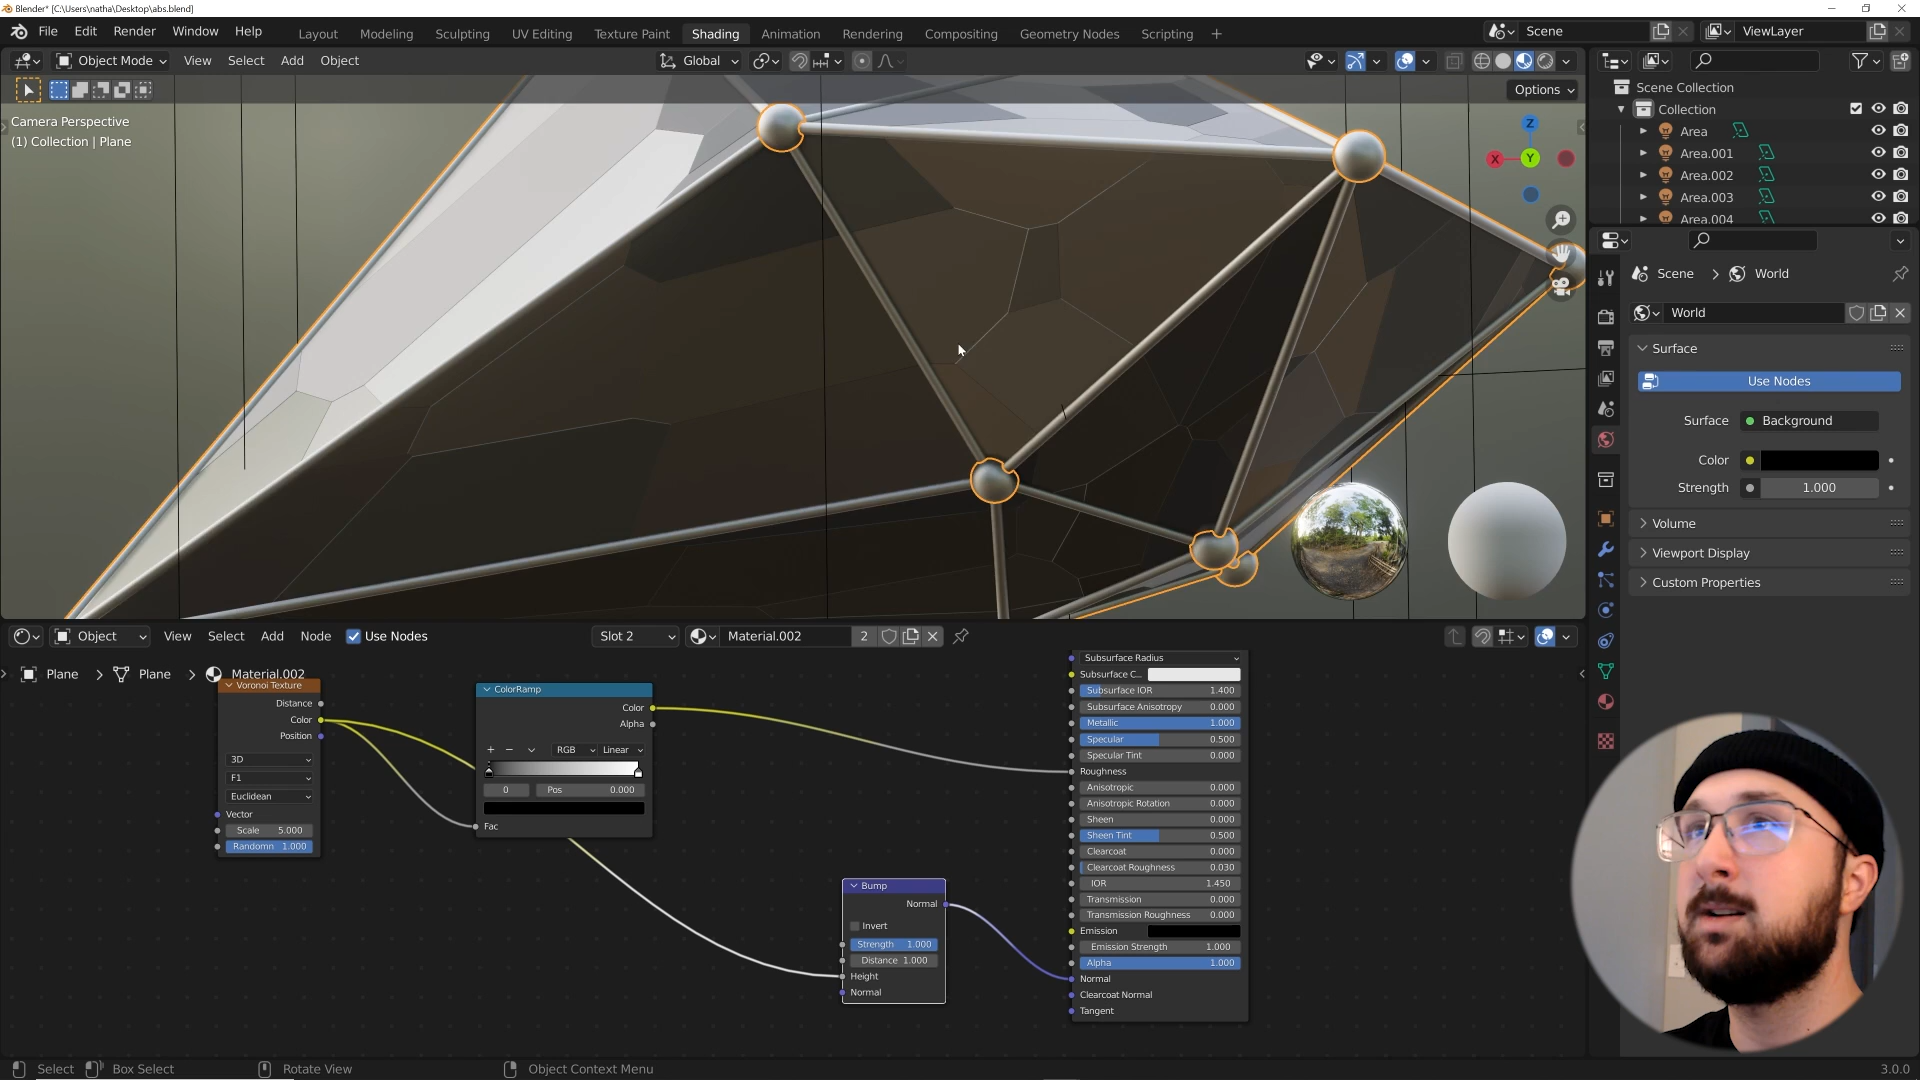 Blender* [C:\Users\natha\Desktop\abs.blend]
File Edit Render Window Help
Layout Modeling Sculpting UV Editing Texture Paint Shading Animation Rendering Compositing Geometry Nodes Scripting +
Scene
ViewLayer
Object Mode View Select Add Object
Global
Options
Camera Perspective
(1) Collection | Plane
Z
X
Y
Scene Collection
Collection
Area
Area.001
Area.002
Area.003
Area.004
Scene > World
World
Surface
Use Nodes
Surface Background
Color
Strength 1.000
Volume
Viewport Display
Custom Properties
Object View Select Add Node Use Nodes
Slot 2
Material.002 2
Plane > Plane > Material.002
Voronoi Texture
Distance
Color
Position
3D
F1
Euclidean
Vector
Scale 5.000
Randomn 1.000
ColorRamp
Color
Alpha
+ − RGB Linear
0 Pos 0.000
Fac
Bump
Normal
Invert
Strength 1.000
Distance 1.000
Height
Normal
Subsurface Radius
Subsurface C...
Subsurface IOR 1.400
Subsurface Anisotropy 0.000
Metallic 1.000
Specular 0.500
Specular Tint 0.000
Roughness
Anisotropic 0.000
Anisotropic Rotation 0.000
Sheen 0.000
Sheen Tint 0.500
Clearcoat 0.000
Clearcoat Roughness 0.030
IOR 1.450
Transmission 0.000
Transmission Roughness 0.000
Emission
Emission Strength 1.000
Alpha 1.000
Normal
Clearcoat Normal
Tangent
Select Box Select Rotate View Object Context Menu
3.0.0